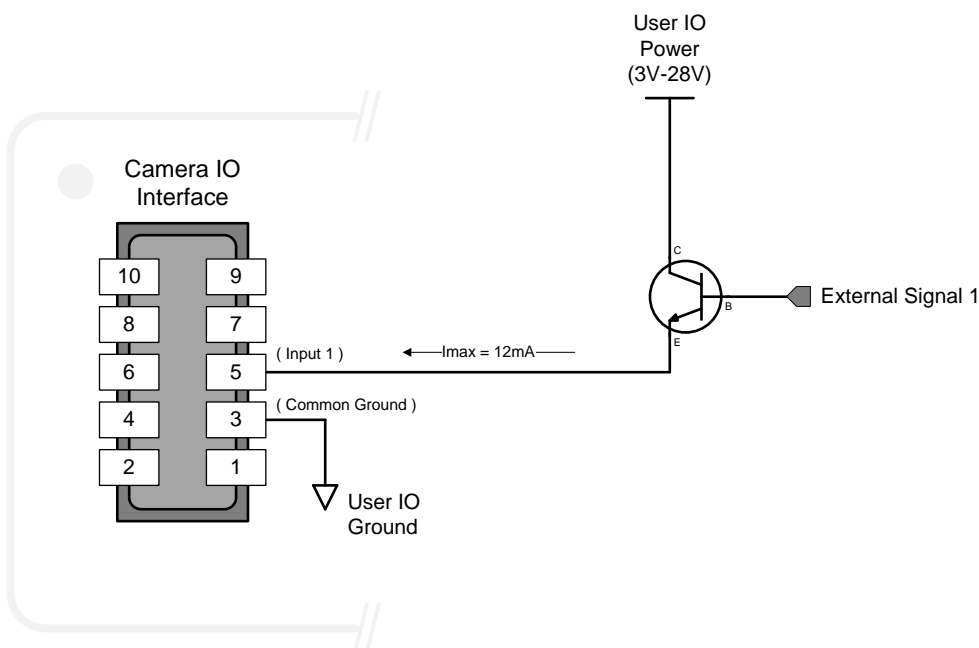 User IO
Power
(3V-28V)
Camera IO
Interface
10
9
8
7
6
5
4
3
2
1
( Input 1 )
Imax = 12mA
( Common Ground )
User IO
Ground
C
B
E
External Signal 1